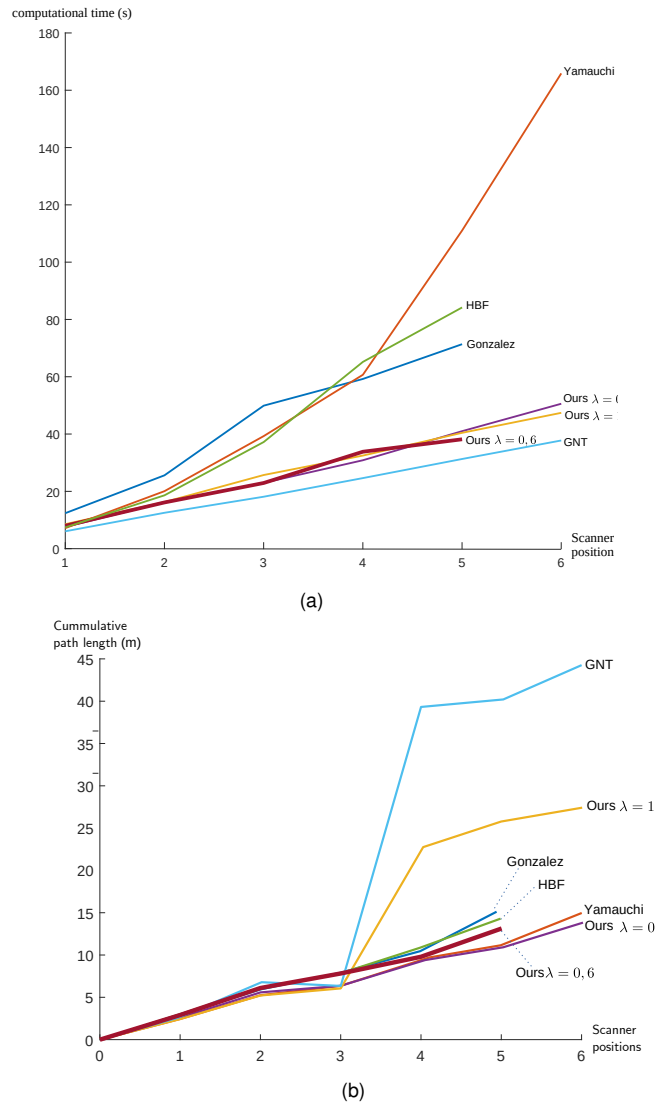 computational time (s)
180
160
140
120
100
80
60
40
20
0
1
2
3
4
5
6
Yamauchi
HBF
Gonzalez
Ours λ = (
Ours λ =
Ours λ = 0, 6
GNT
Scanner
position
(a)
Cummulative
path length (m)
45
40
35
30
25
20
15
10
5
0
0
1
2
3
4
5
6
GNT
Ours λ = 1
Gonzalez
HBF
Yamauchi
Ours λ = 0
Oursλ = 0, 6
Scanner
positions
(b)